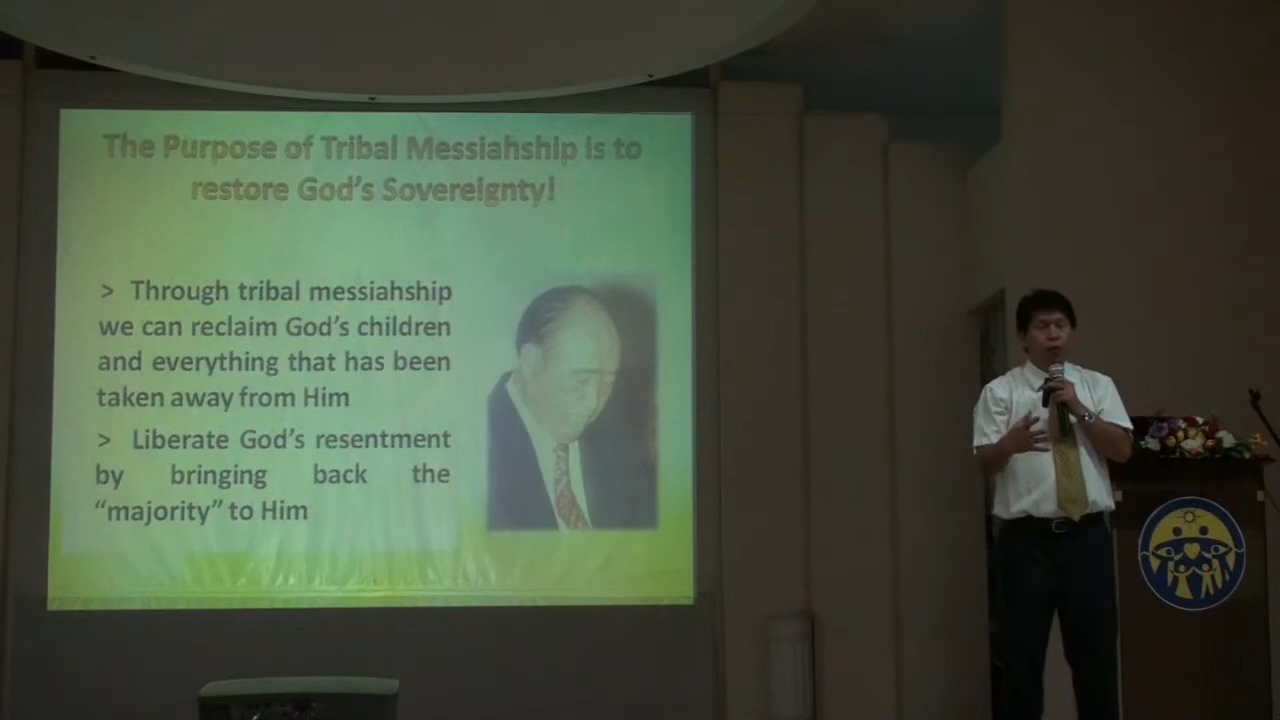 The Purpose of Tribal Messiahship is to
restore God's Sovereignty!
> Through tribal messiahship
we can reclaim God's children
and everything that has been
taken away from Him
> Liberate God's resentment
by bringing back the
“majority” to Him